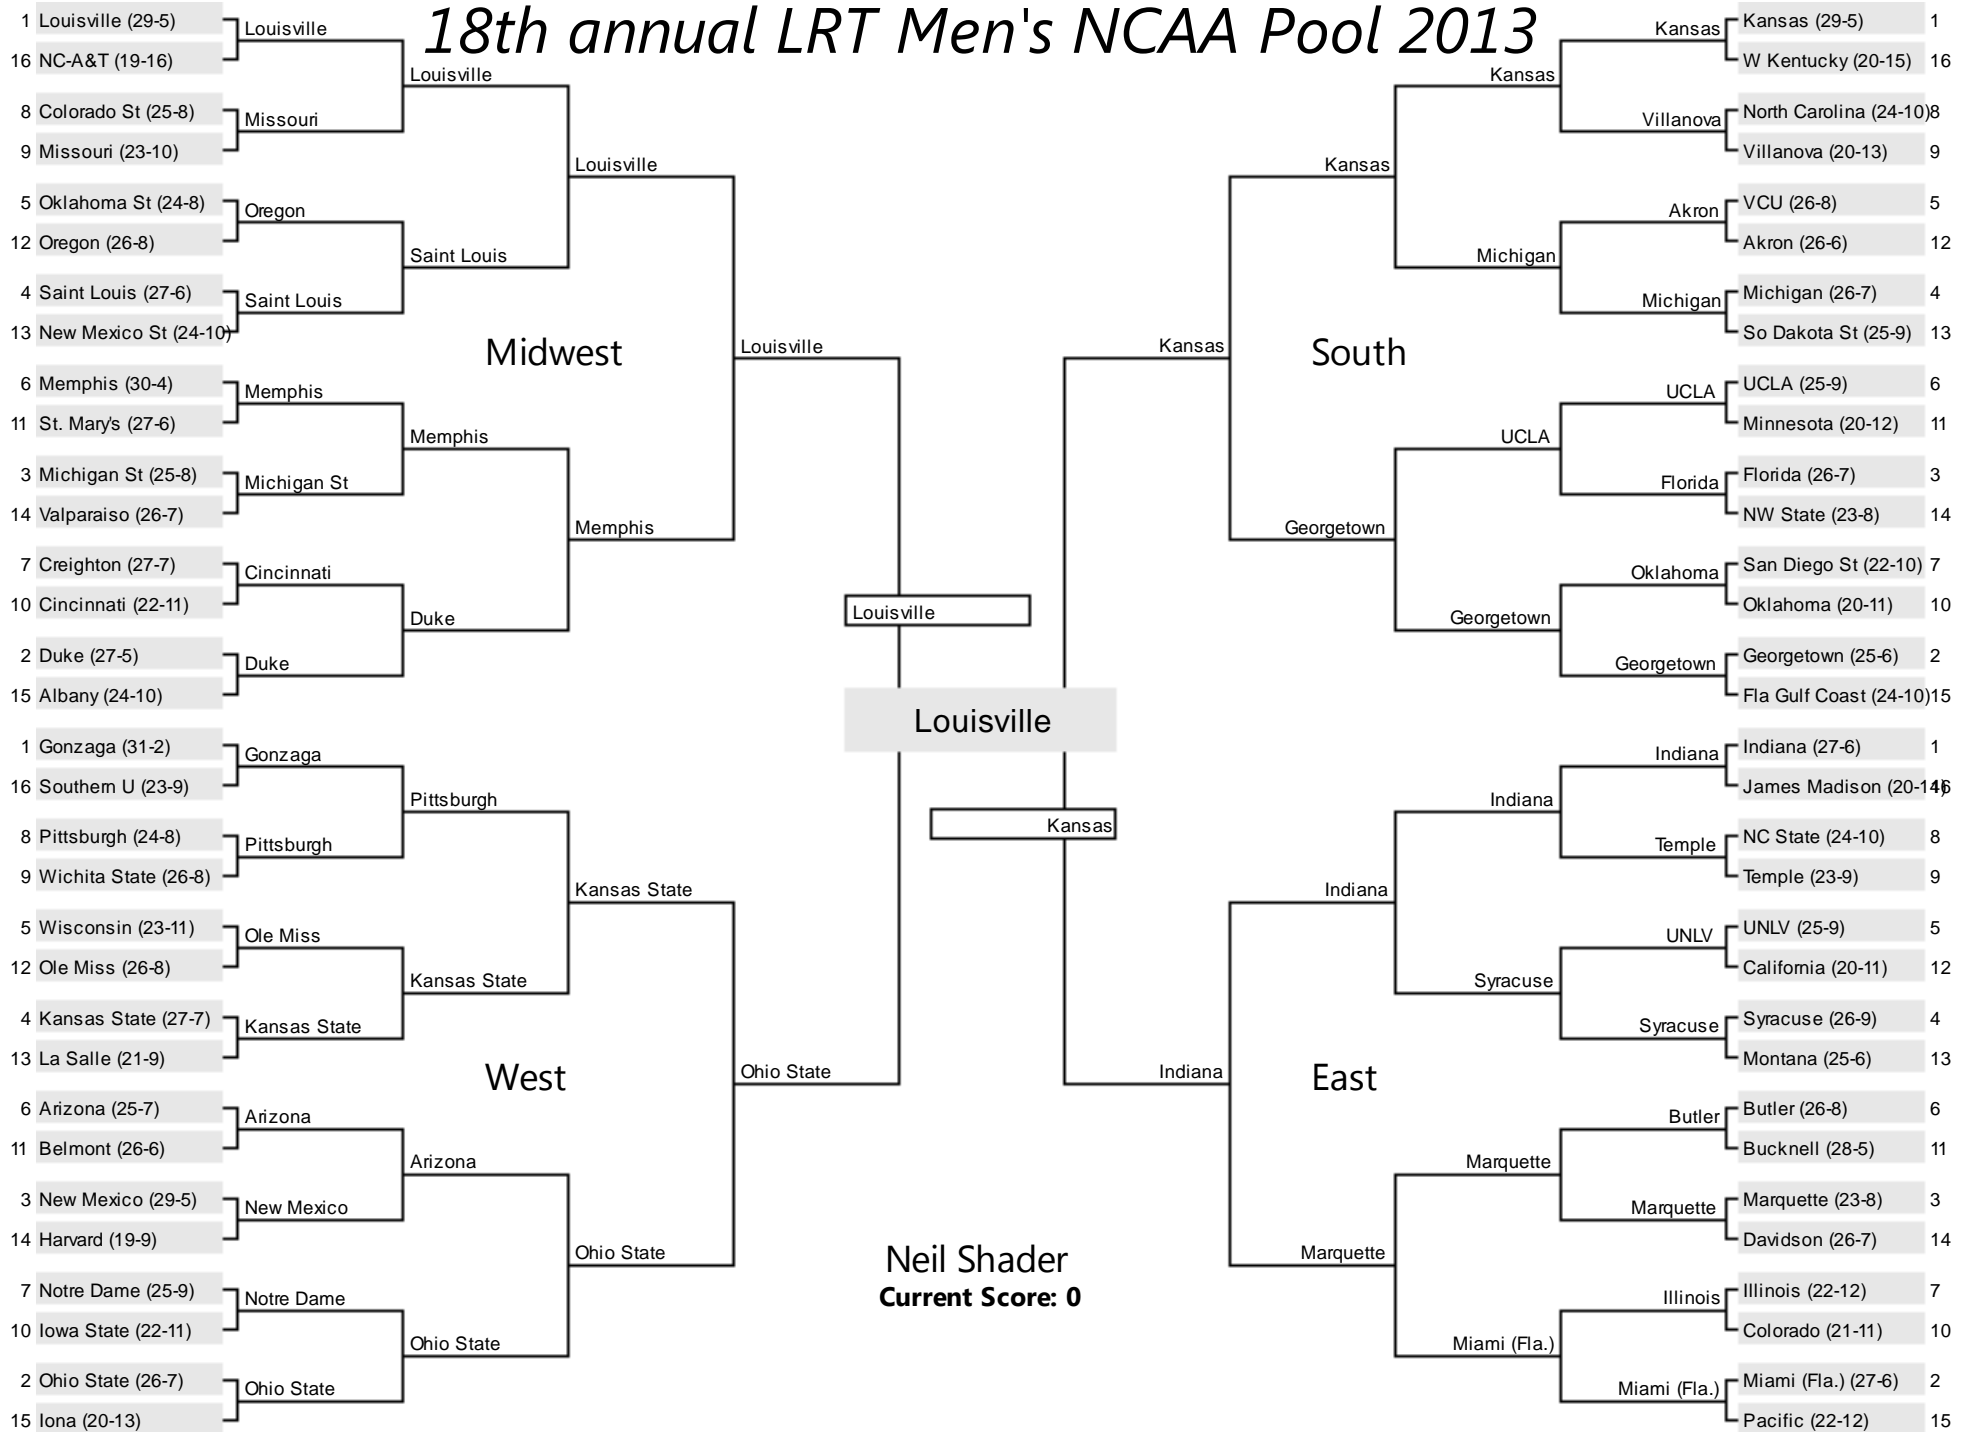 18th annual LRT Men's NCAA Pool 2013
1 Louisville (29-5)
16 NC-A&T (19-16)
8 Colorado St (25-8)
9 Missouri (23-10)
5 Oklahoma St (24-8)
12 Oregon (26-8)
4 Saint Louis (27-6)
13 New Mexico St (24-10)
6 Memphis (30-4)
11 St. Mary's (27-6)
3 Michigan St (25-8)
14 Valparaiso (26-7)
7 Creighton (27-7)
10 Cincinnati (22-11)
2 Duke (27-5)
15 Albany (24-10)
1 Gonzaga (31-2)
16 Southern U (23-9)
8 Pittsburgh (24-8)
9 Wichita State (26-8)
5 Wisconsin (23-11)
12 Ole Miss (26-8)
4 Kansas State (27-7)
13 La Salle (21-9)
6 Arizona (25-7)
11 Belmont (26-6)
3 New Mexico (29-5)
14 Harvard (19-9)
7 Notre Dame (25-9)
10 Iowa State (22-11)
2 Ohio State (26-7)
15 Iona (20-13)
Louisville
Missouri
Oregon
Saint Louis
Memphis
Michigan St
Cincinnati
Duke
Gonzaga
Pittsburgh
Ole Miss
Kansas State
Arizona
New Mexico
Notre Dame
Ohio State
Louisville
Saint Louis
Memphis
Duke
Pittsburgh
Kansas State
Arizona
Ohio State
Midwest
West
Louisville
Memphis
Kansas State
Ohio State
Louisville
Ohio State
Louisville
Louisville
Kansas
Neil Shader
Current Score: 0
Kansas
Indiana
Kansas
Georgetown
Indiana
Marquette
South
East
Kansas
Michigan
UCLA
Georgetown
Indiana
Syracuse
Marquette
Miami (Fla.)
Kansas
Villanova
Akron
Michigan
UCLA
Florida
Oklahoma
Georgetown
Indiana
Temple
UNLV
Syracuse
Butler
Marquette
Illinois
Miami (Fla.)
Kansas (29-5) 1
W Kentucky (20-15) 16
North Carolina (24-10) 8
Villanova (20-13) 9
VCU (26-8) 5
Akron (26-6) 12
Michigan (26-7) 4
So Dakota St (25-9) 13
UCLA (25-9) 6
Minnesota (20-12) 11
Florida (26-7) 3
NW State (23-8) 14
San Diego St (22-10) 7
Oklahoma (20-11) 10
Georgetown (25-6) 2
Fla Gulf Coast (24-10) 15
Indiana (27-6) 1
James Madison (20-14) 16
NC State (24-10) 8
Temple (23-9) 9
UNLV (25-9) 5
California (20-11) 12
Syracuse (26-9) 4
Montana (25-6) 13
Butler (26-8) 6
Bucknell (28-5) 11
Marquette (23-8) 3
Davidson (26-7) 14
Illinois (22-12) 7
Colorado (21-11) 10
Miami (Fla.) (27-6) 2
Pacific (22-12) 15